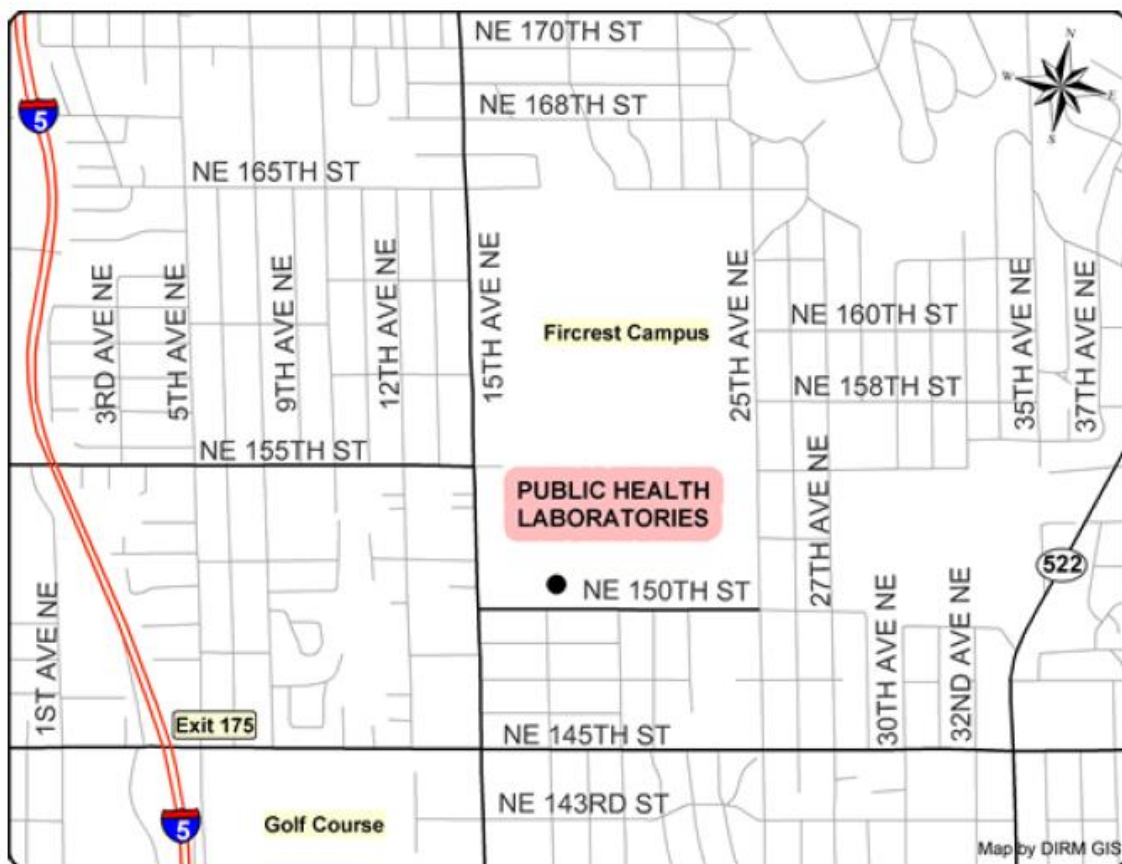 NE 170TH ST
N
W
E
S
5
NE 168TH ST
NE 165TH ST
3RD AVE NE
5TH AVE NE
9TH AVE NE
12TH AVE NE
15TH AVE NE
25TH AVE NE
35TH AVE NE
37TH AVE NE
NE 160TH ST
Fircrest Campus
NE 158TH ST
NE 155TH ST
27TH AVE NE
PUBLIC HEALTH
LABORATORIES
522
NE 150TH ST
1ST AVE NE
30TH AVE NE
32ND AVE NE
Exit 175
NE 145TH ST
NE 143RD ST
5
Golf Course
Map by DIRM GIS